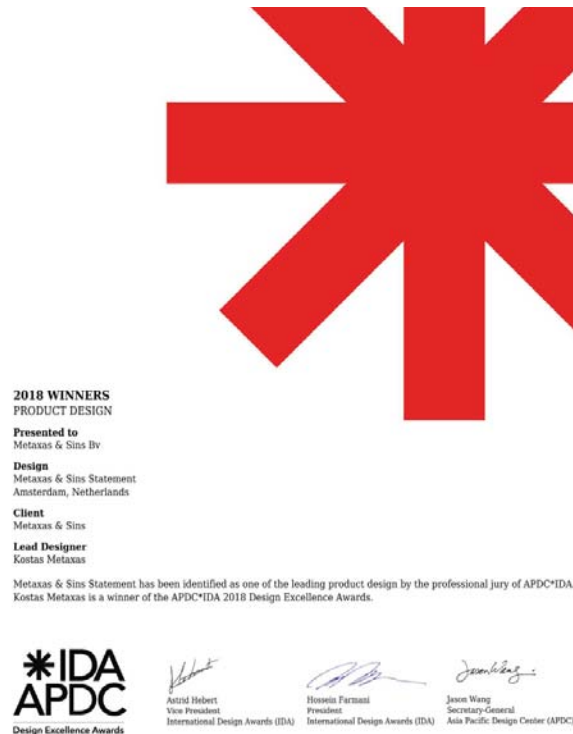 2018 WINNERS
PRODUCT DESIGN
Presented to
Metaxas & Sins Bv
Design
Metaxas & Sins Statement
Amsterdam, Netherlands
Client
Metaxas & Sins
Lead Designer
Kostas Metaxas
Metaxas & Sins Statement has been identified as one of the leading product design by the professional jury of APDC*IDA
Kostas Metaxas is a winner of the APDC*IDA 2018 Design Excellence Awards.
*IDA
APDC
Design Excellence Awards
Astrid Hebert
Vice President
International Design Awards (IDA)
Hossein Farmani
President
International Design Awards (IDA)
Jason Wang
Jason Wang
Secretary-General
Asia Pacific Design Center (APDC)